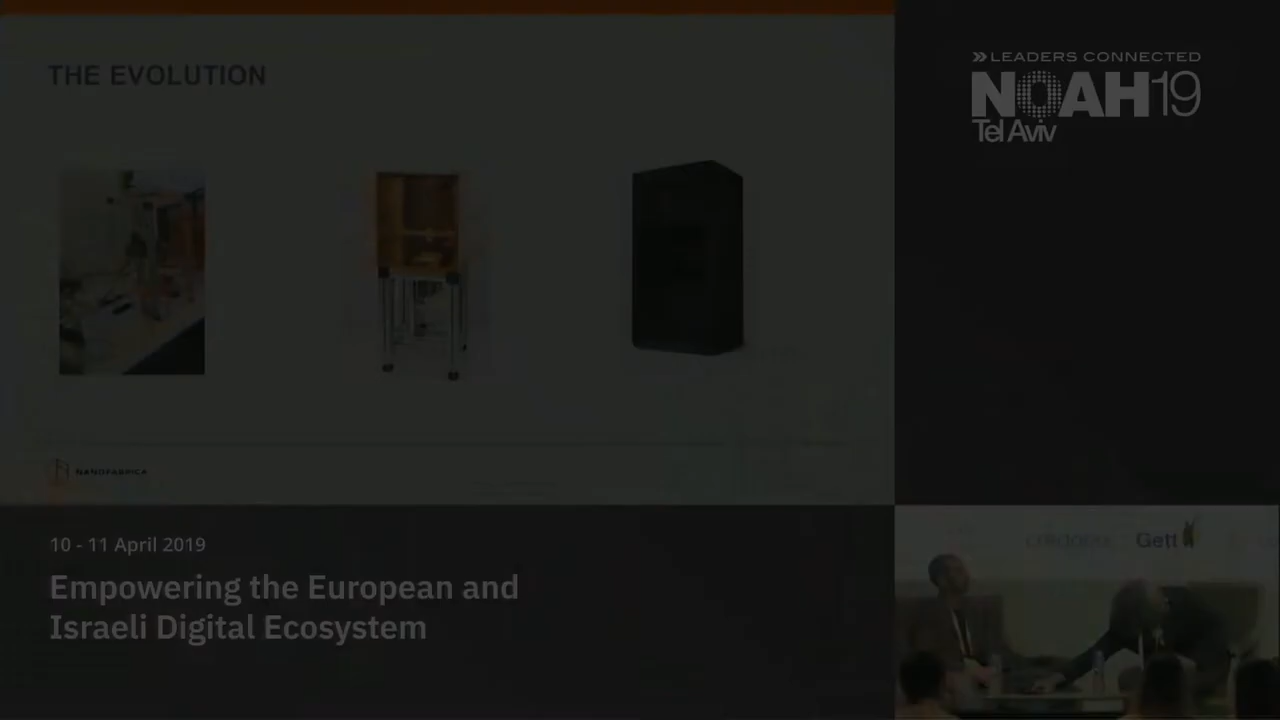 THE EVOLUTION
LEADERS CONNECTED
NOAH19
Tel Aviv
NANOFABRICA
10 - 11 April 2019
Empowering the European and
Israeli Digital Ecosystem
Gett